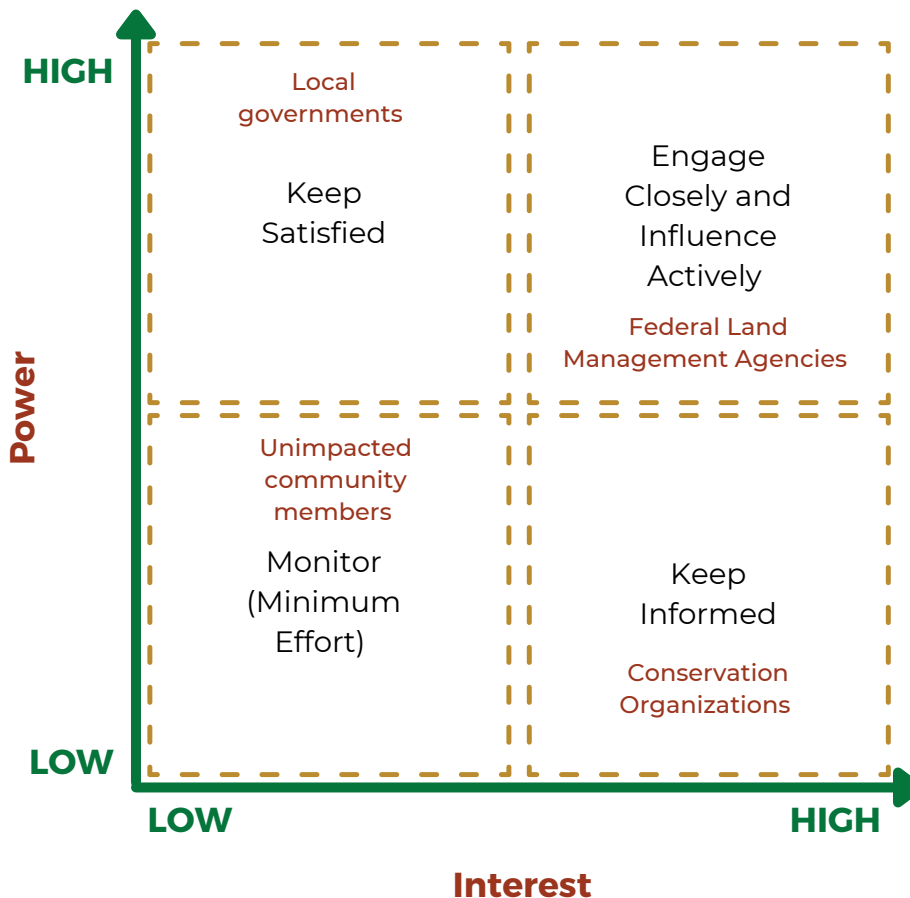 HIGH
Local
governments
Keep
Satisfied
Engage
Closely and
Influence
Actively
Federal Land
Management Agencies
Power
Unimpacted
community
members
Monitor
(Minimum
Effort)
Keep
Informed
Conservation
Organizations
LOW
LOW
HIGH
Interest